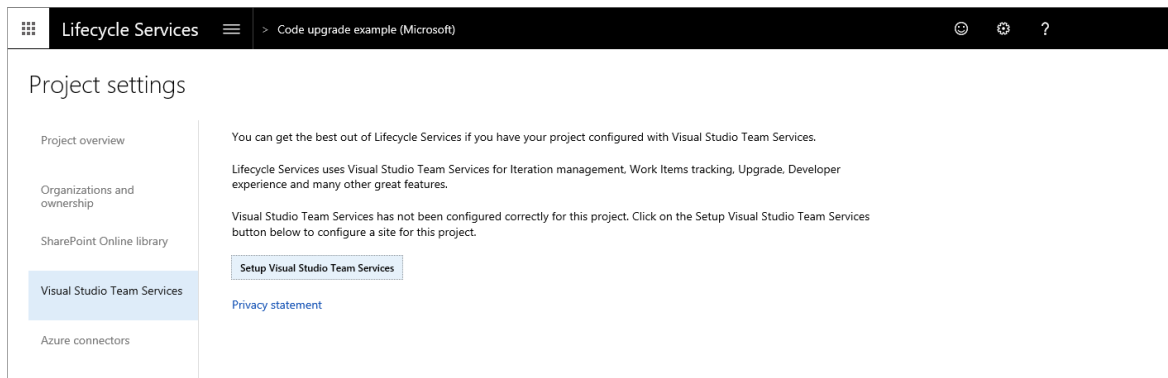 Lifecycle Services > Code upgrade example (Microsoft) ?
Project settings
Project overview
Organizations and
ownership
SharePoint Online library
Visual Studio Team Services
Azure connectors
You can get the best out of Lifecycle Services if you have your project configured with Visual Studio Team Services.
Lifecycle Services uses Visual Studio Team Services for Iteration management, Work Items tracking, Upgrade, Developer
experience and many other great features.
Visual Studio Team Services has not been configured correctly for this project. Click on the Setup Visual Studio Team Services
button below to configure a site for this project.
Setup Visual Studio Team Services
Privacy statement